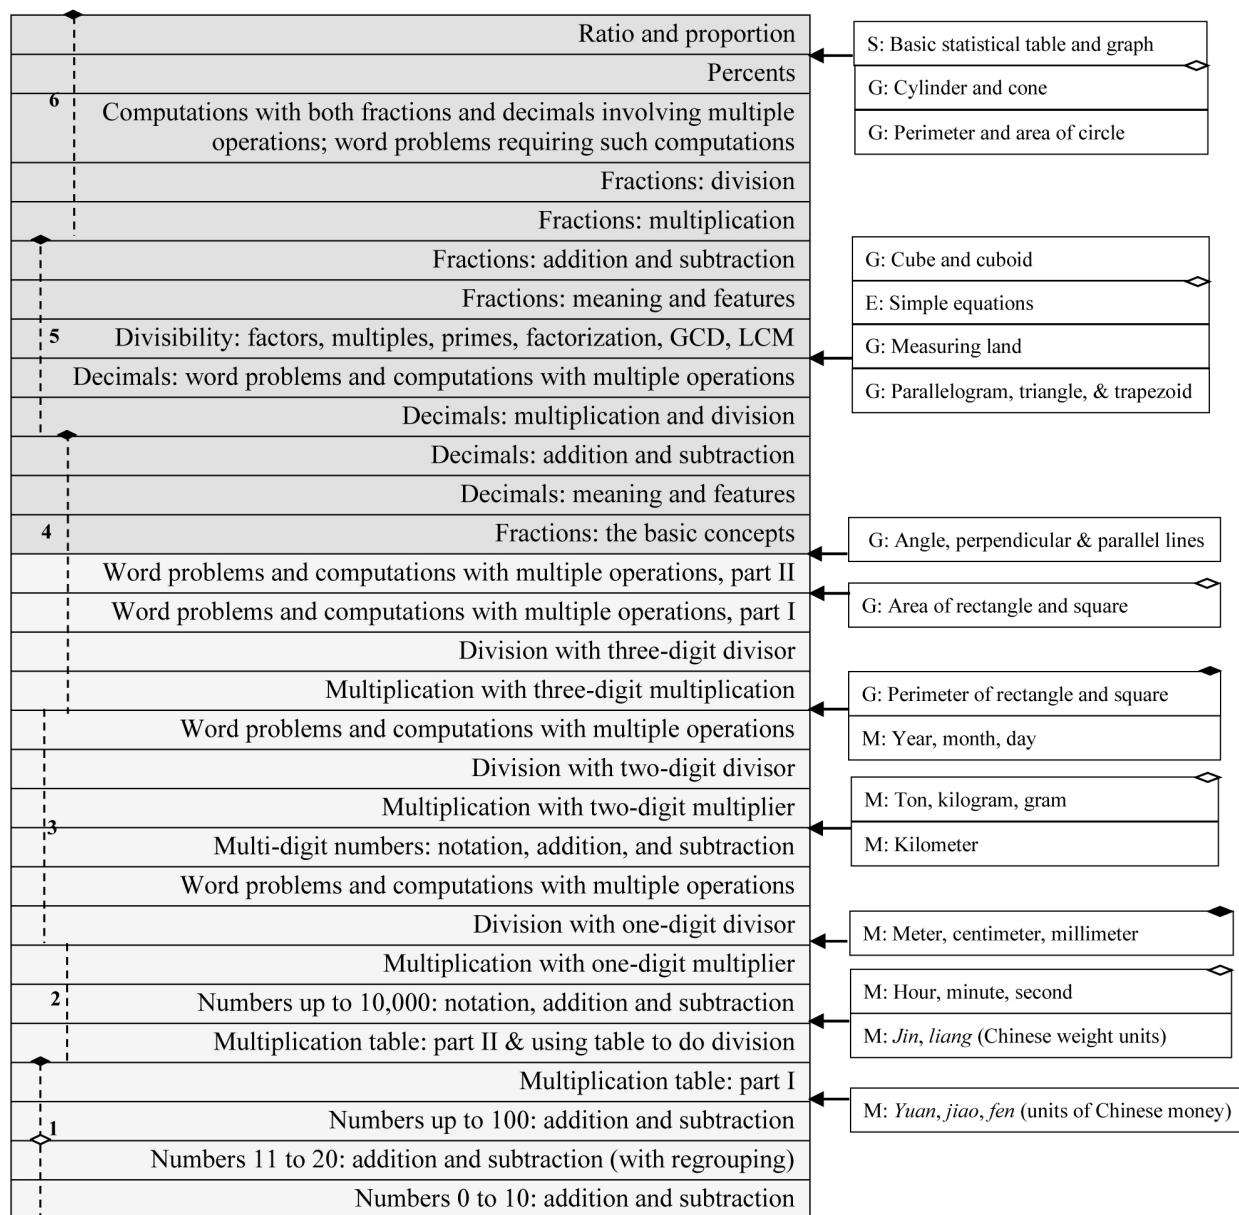 Ratio and proportion
Percents
6
Computations with both fractions and decimals involving multiple
operations; word problems requiring such computations
Fractions: division
Fractions: multiplication
Fractions: addition and subtraction
Fractions: meaning and features
5
Divisibility: factors, multiples, primes, factorization, GCD, LCM
Decimals: word problems and computations with multiple operations
Decimals: multiplication and division
Decimals: addition and subtraction
Decimals: meaning and features
4
Fractions: the basic concepts
Word problems and computations with multiple operations, part II
Word problems and computations with multiple operations, part I
Division with three-digit divisor
Multiplication with three-digit multiplication
Word problems and computations with multiple operations
Division with two-digit divisor
Multiplication with two-digit multiplier
3
Multi-digit numbers: notation, addition, and subtraction
Word problems and computations with multiple operations
Division with one-digit divisor
Multiplication with one-digit multiplier
2
Numbers up to 10,000: notation, addition and subtraction
Multiplication table: part II & using table to do division
Multiplication table: part I
Numbers up to 100: addition and subtraction
1
Numbers 11 to 20: addition and subtraction (with regrouping)
Numbers 0 to 10: addition and subtraction
S: Basic statistical table and graph
G: Cylinder and cone
G: Perimeter and area of circle
G: Cube and cuboid
E: Simple equations
G: Measuring land
G: Parallelogram, triangle, & trapezoid
G: Angle, perpendicular & parallel lines
G: Area of rectangle and square
G: Perimeter of rectangle and square
M: Year, month, day
M: Ton, kilogram, gram
M: Kilometer
M: Meter, centimeter, millimeter
M: Hour, minute, second
M: Jin, liang (Chinese weight units)
M: Yuan, jiao, fen (units of Chinese money)